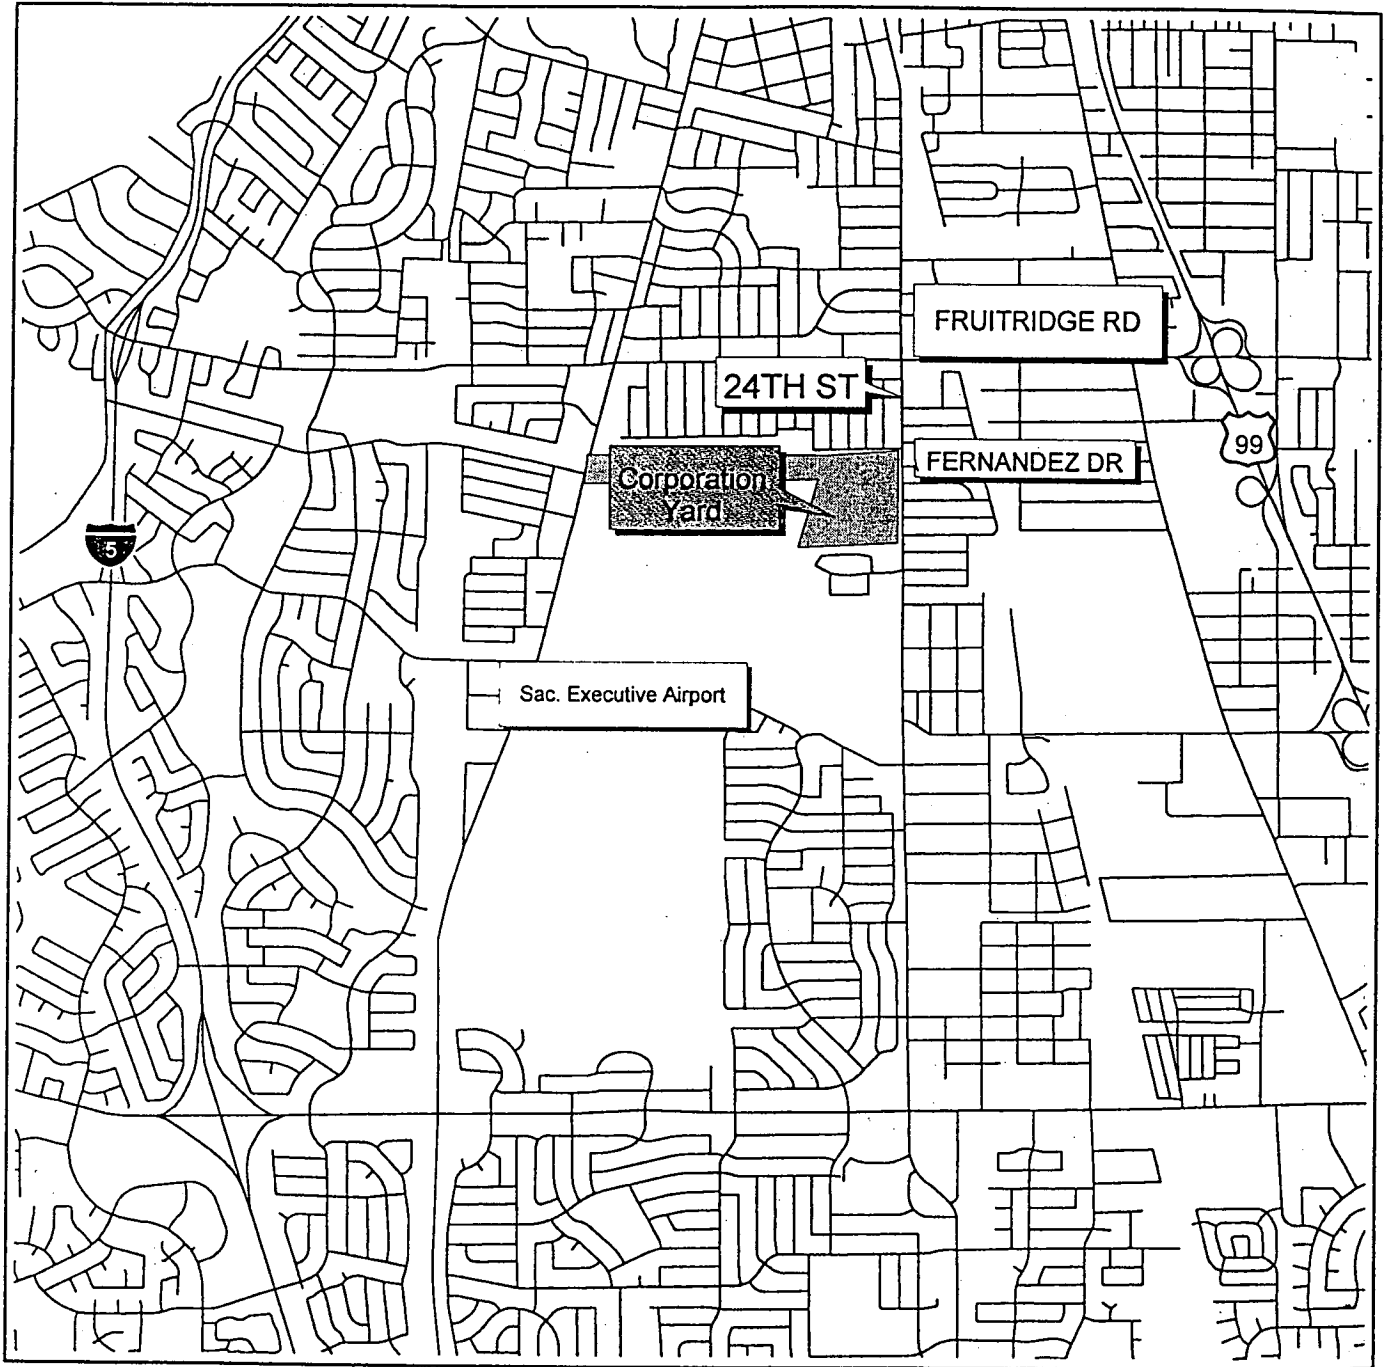 FRUITRIDGE RD
24TH ST
99
FERNANDEZ DR
Corporation
Yard
5
Sac. Executive Airport